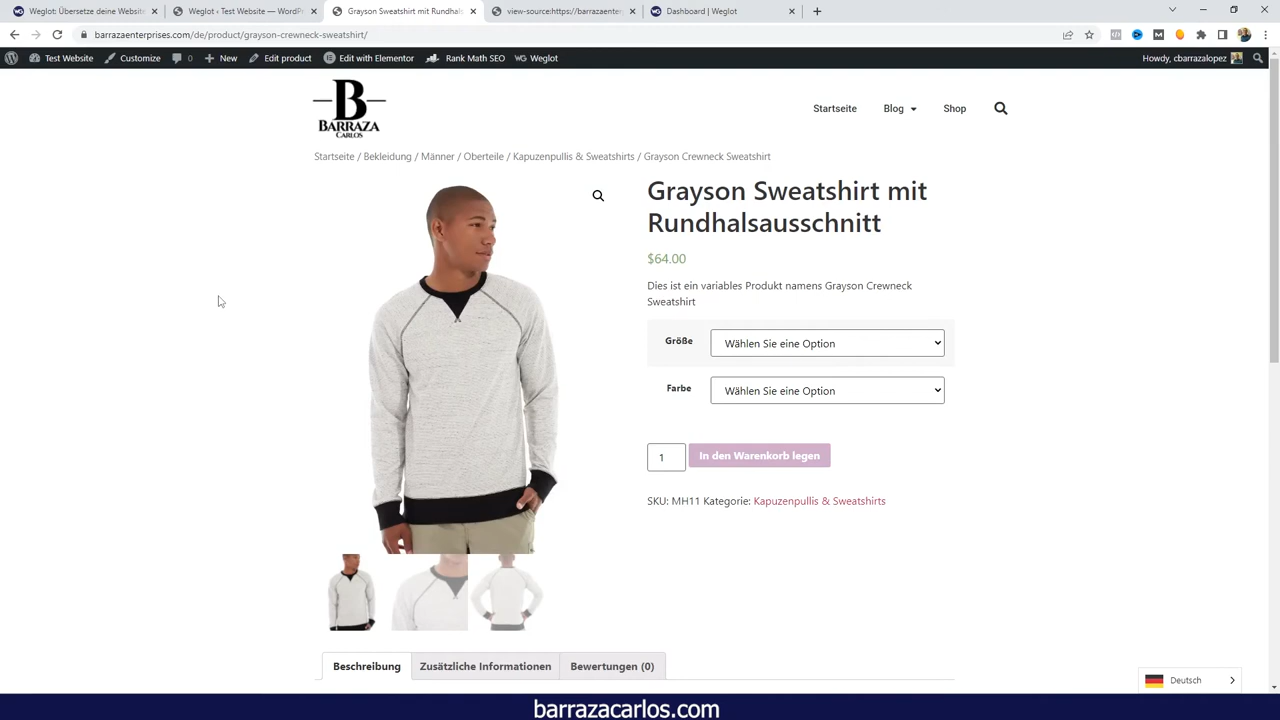 Weglot: Übersetze deine Website
Weglot ‹ Test Website — WordPr
Grayson Sweatshirt mit Rundhals
view-source:https://barrazaenter
Dashboard | Weglot
barrazaenterprises.com/de/product/grayson-crewneck-sweatshirt/
Test Website
Customize
0
New
Edit product
Edit with Elementor
Rank Math SEO
WG Weglot
Howdy, cbarrazalopez
B
BARRAZA
CARLOS
Startseite
Blog
Shop
Startseite / Bekleidung / Männer / Oberteile / Kapuzenpullis & Sweatshirts / Grayson Crewneck Sweatshirt
Grayson Sweatshirt mit
Rundhalsausschnitt
$64.00
Dies ist ein variables Produkt namens Grayson Crewneck
Sweatshirt
Größe
Wählen Sie eine Option
Farbe
Wählen Sie eine Option
1
In den Warenkorb legen
SKU: MH11 Kategorie: Kapuzenpullis & Sweatshirts
Beschreibung
Zusätzliche Informationen
Bewertungen (0)
Deutsch
barrazacarlos.com